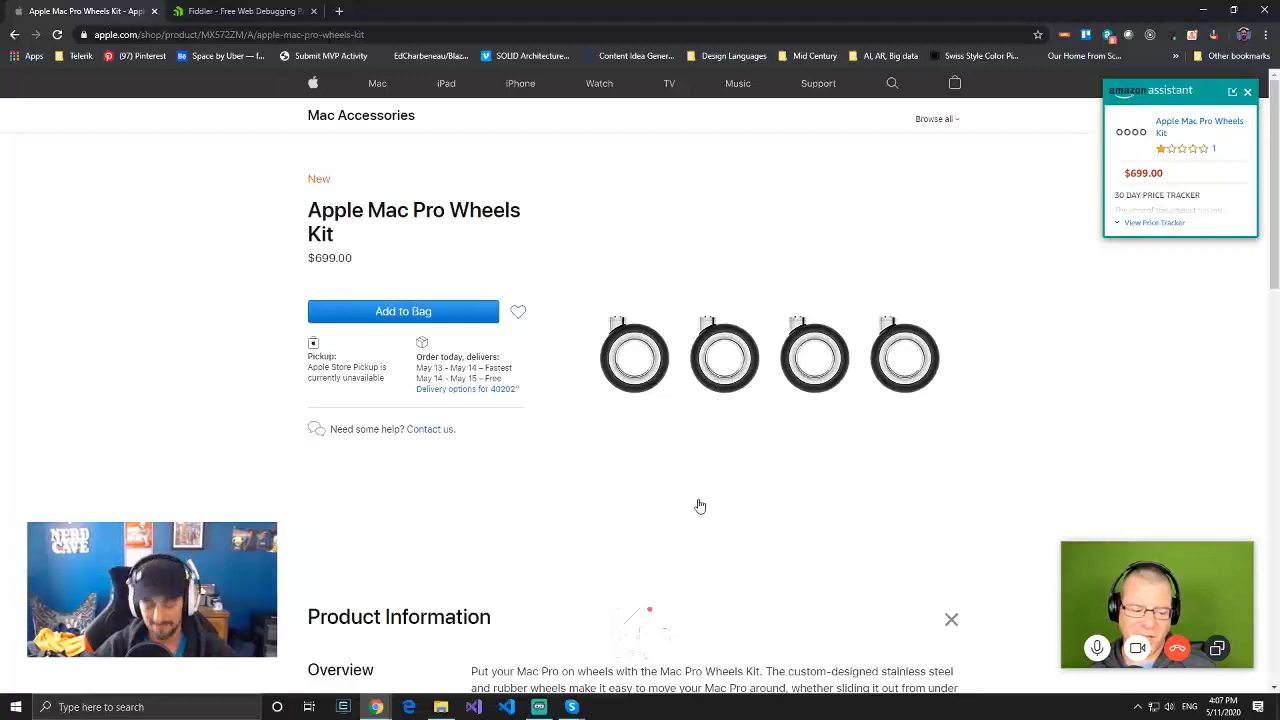 Apple Mac Pro Wheels Kit - Apple
Fiddler - Free Web Debugging P
apple.com/shop/product/MX572ZM/A/apple-mac-pro-wheels-kit
Apps
Telerik
(97) Pinterest
Space by Uber — f...
Submit MVP Activity
EdCharbeneau/Blaz...
SOLID Architecture...
Content Idea Gener...
Design Languages
Mid Century
AI, AR, Big data
Swiss Style Color Pi...
Our Home From Sc...
»
Other bookmarks
Mac
iPad
iPhone
Watch
TV
Music
Support
Mac Accessories
Browse all
amazon assistant
Apple Mac Pro Wheels
Kit
1
$699.00
30 DAY PRICE TRACKER
View Price Tracker
New
Apple Mac Pro Wheels
Kit
$699.00
Add to Bag
Pickup:
Apple Store Pickup is
currently unavailable
Order today, delivers:
May 13 - May 14 – Fastest
May 14 - May 15 – Free
Delivery options for 40202
Need some help? Contact us.
NERD
CAVE
Product Information
Overview
Put your Mac Pro on wheels with the Mac Pro Wheels Kit. The custom-designed stainless steel
and rubber wheels make it easy to move your Mac Pro around, whether sliding it out from under
Type here to search
4:07 PM
5/11/2020